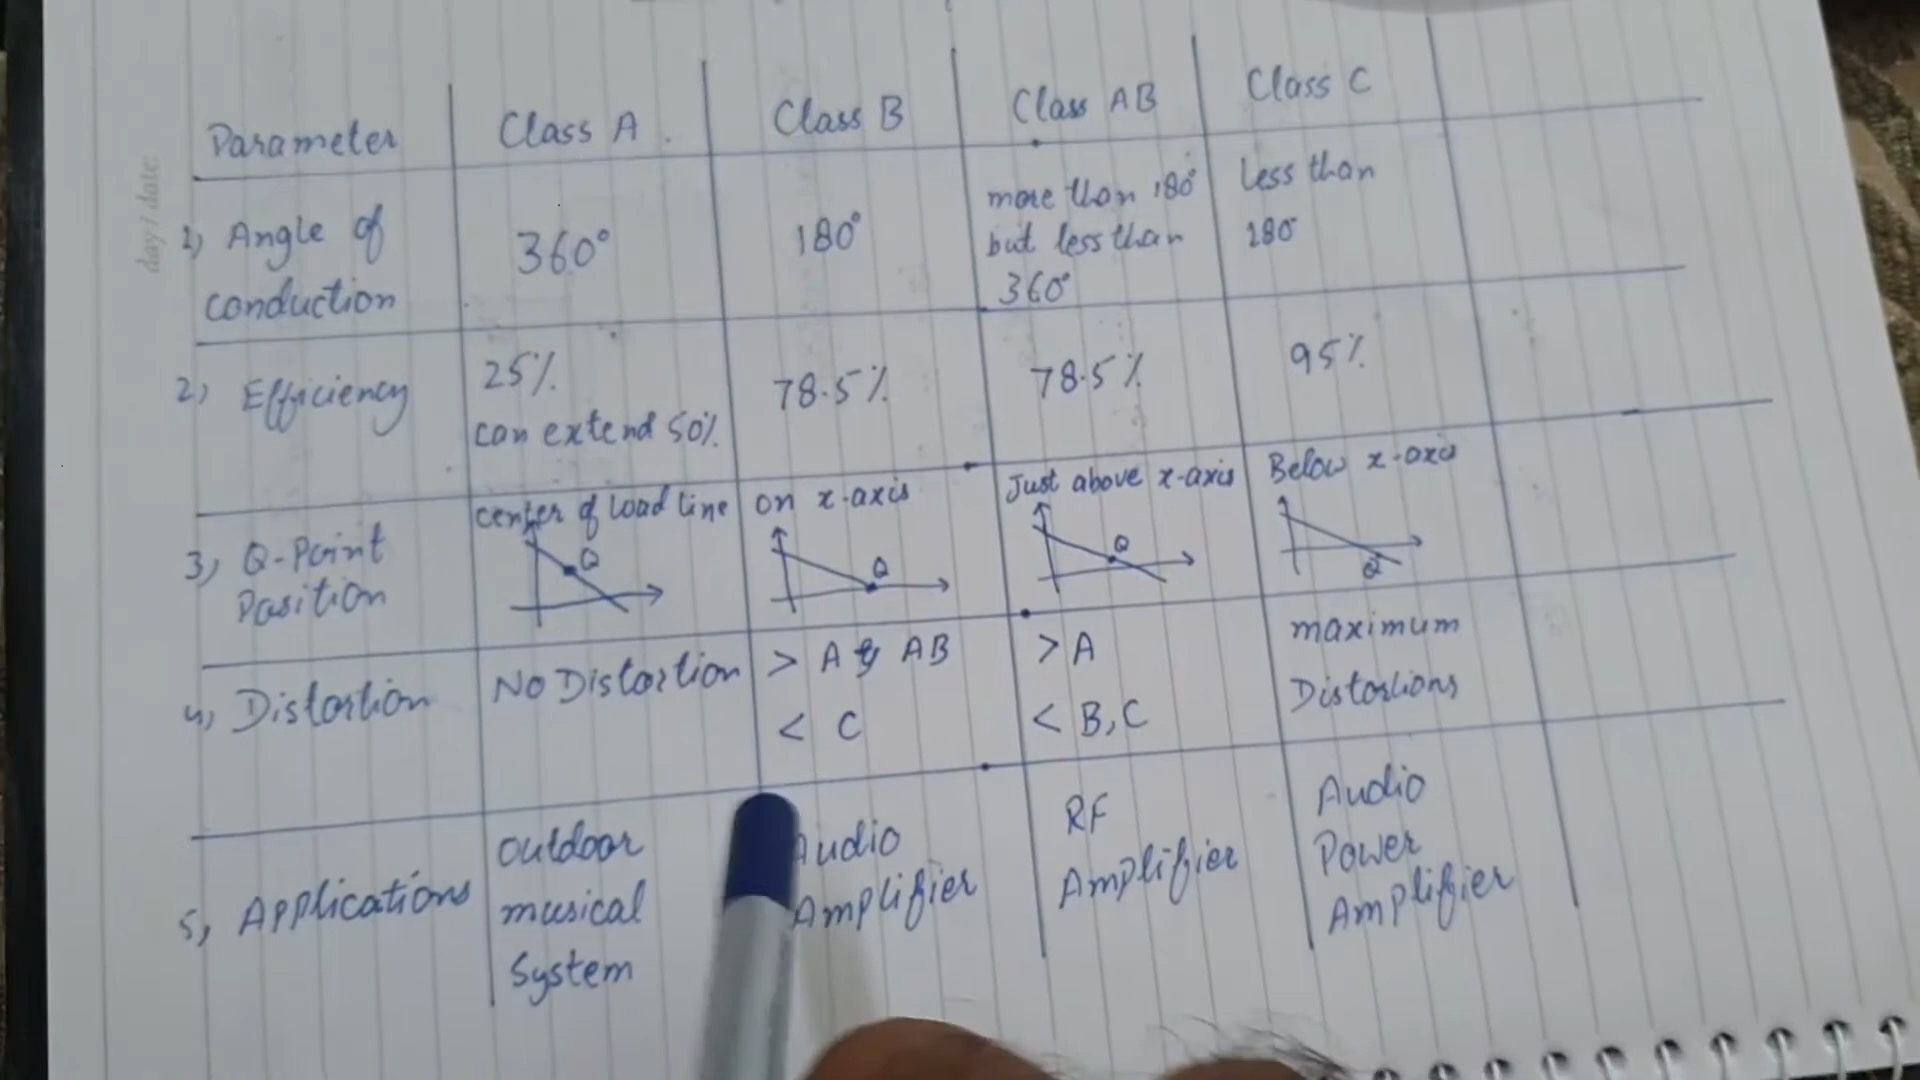 day / date:
Parameter
Class A
Class B
Class AB
Class C
1) Angle of
conduction
360°
180°
more than 180°
but less than
360°
Less than
180°
2) Efficiency
25%
can extend 50%
78.5%
78.5%
95%
3) Q-Point
Position
center of load line
Q
on x-axis
Q
Just above x-axis
Q
Below x-axis
Q
4) Distortion
No Distortion
> A & AB
< C
> A
< B, C
maximum
Distortions
5, Applications
Outdoor
musical
System
Audio
Amplifier
RF
Amplifier
Audio
Power
Amplifier